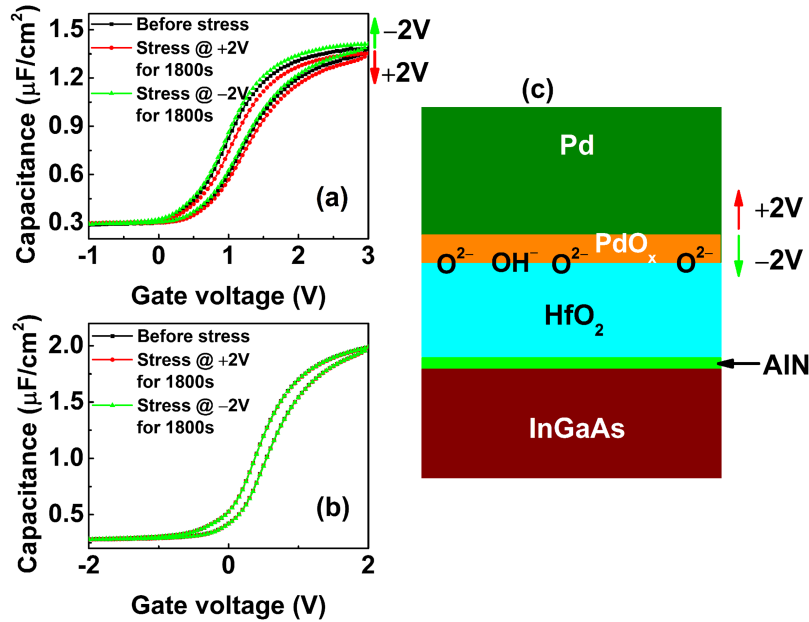 1.5
1.2
0.9
0.6
0.3
Capacitance (μF/cm²)
Before stress
Stress @ +2V
for 1800s
Stress @ −2V
for 1800s
−2V
+2V
(a)
-1 0 1 2 3
Gate voltage (V)
2.0
1.5
1.0
0.5
Capacitance (μF/cm²)
Before stress
Stress @ +2V
for 1800s
Stress @ −2V
for 1800s
(b)
-2 0 2
Gate voltage (V)
(c)
Pd
+2V
PdOₓ
−2V
O²⁻ OH⁻ O²⁻ O²⁻
HfO₂
AlN
InGaAs